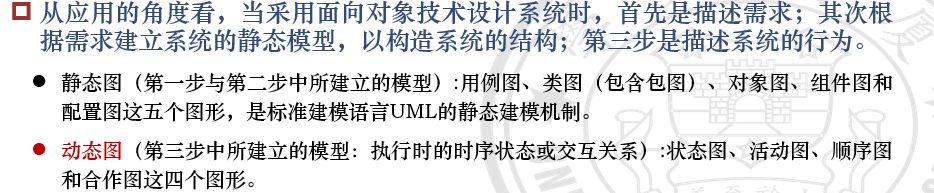 从应用的角度看，当采用面向对象技术设计系统时，首先是描述需求；其次根
据需求建立系统的静态模型，以构造系统的结构；第三步是描述系统的行为。
静态图（第一步与第二步中所建立的模型）:用例图、类图（包含包图）、对象图、组件图和
配置图这五个图形，是标准建模语言UML的静态建模机制。
动态图（第三步中所建立的模型：执行时的时序状态或交互关系）:状态图、活动图、顺序图
和合作图这四个图形。